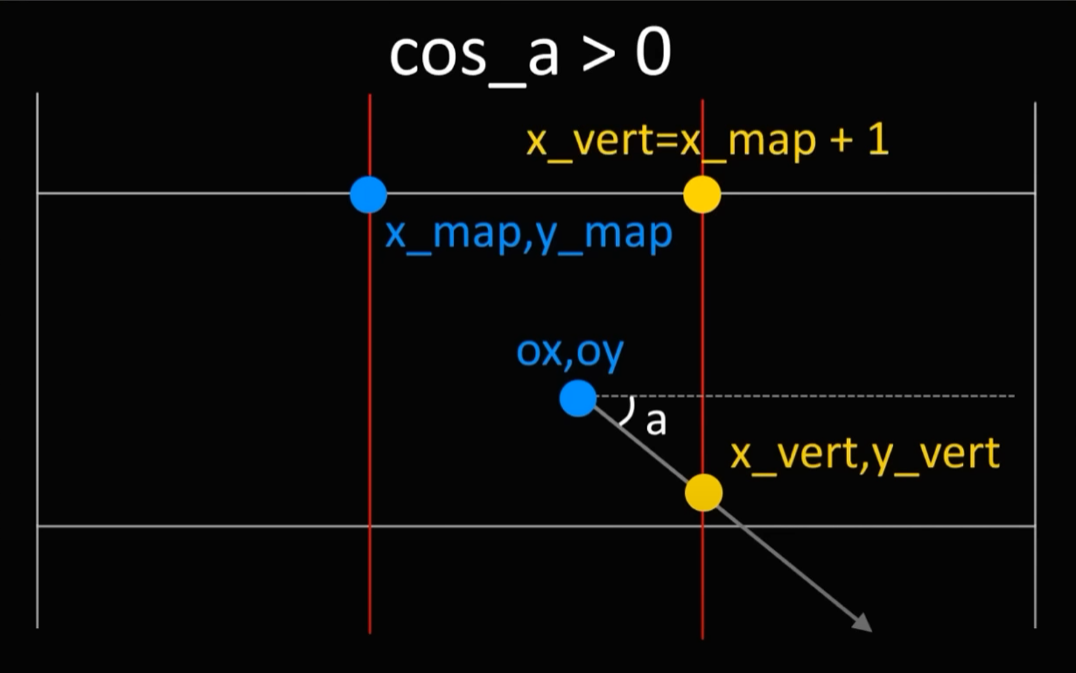 cos_a > 0
x_vert=x_map + 1
x_map,y_map
ox,oy
a
x_vert,y_vert